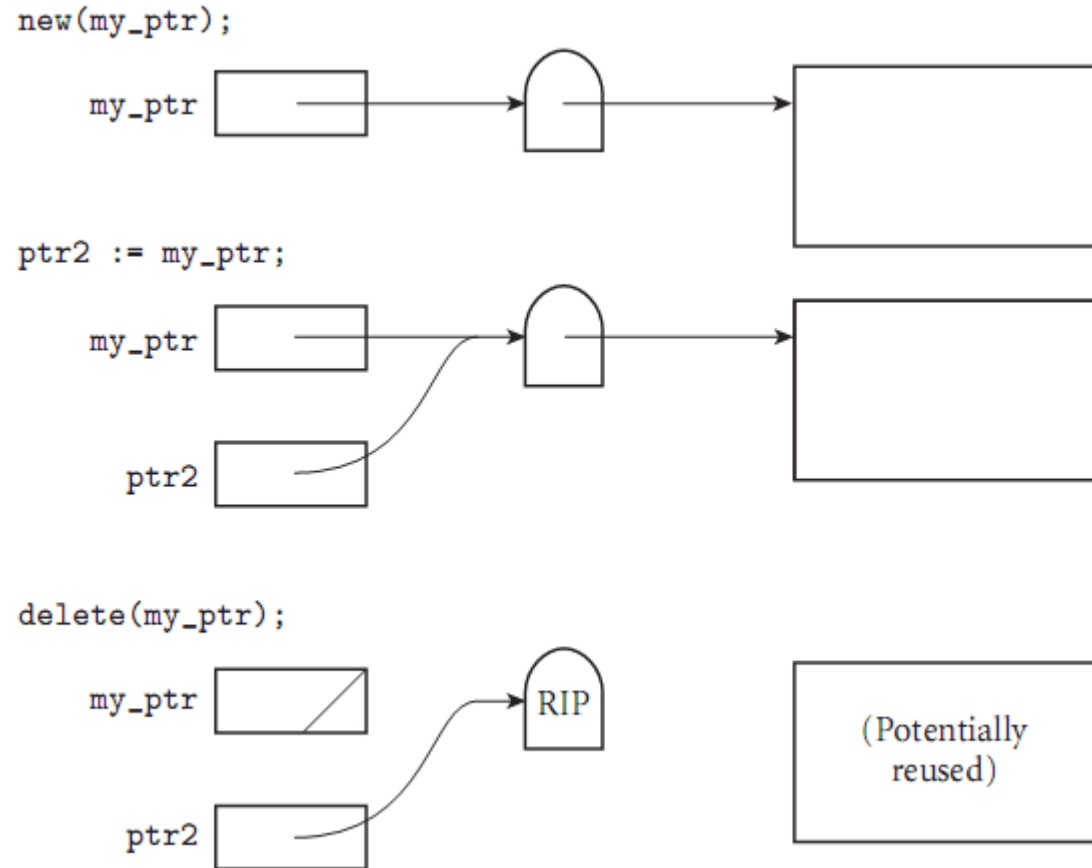 new(my_ptr);
my_ptr
ptr2 := my_ptr;
my_ptr
ptr2
delete(my_ptr);
my_ptr
RIP
(Potentially
reused)
ptr2